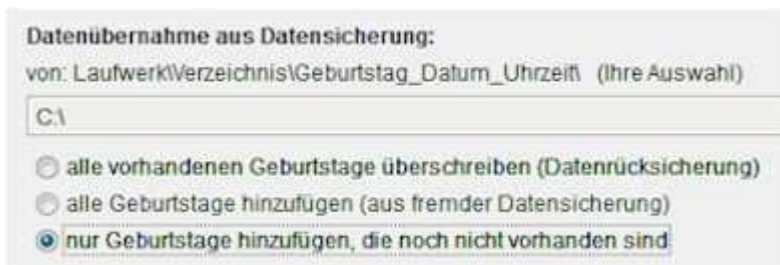 Datenübernahme aus Datensicherung:
von: Laufwerk\Verzeichnis\Geburtstag_Datum_Uhrzeit\ (Ihre Auswahl)
C:\
alle vorhandenen Geburtstage überschreiben (Datenrücksicherung)
alle Geburtstage hinzufügen (aus fremder Datensicherung)
nur Geburtstage hinzufügen, die noch nicht vorhanden sind